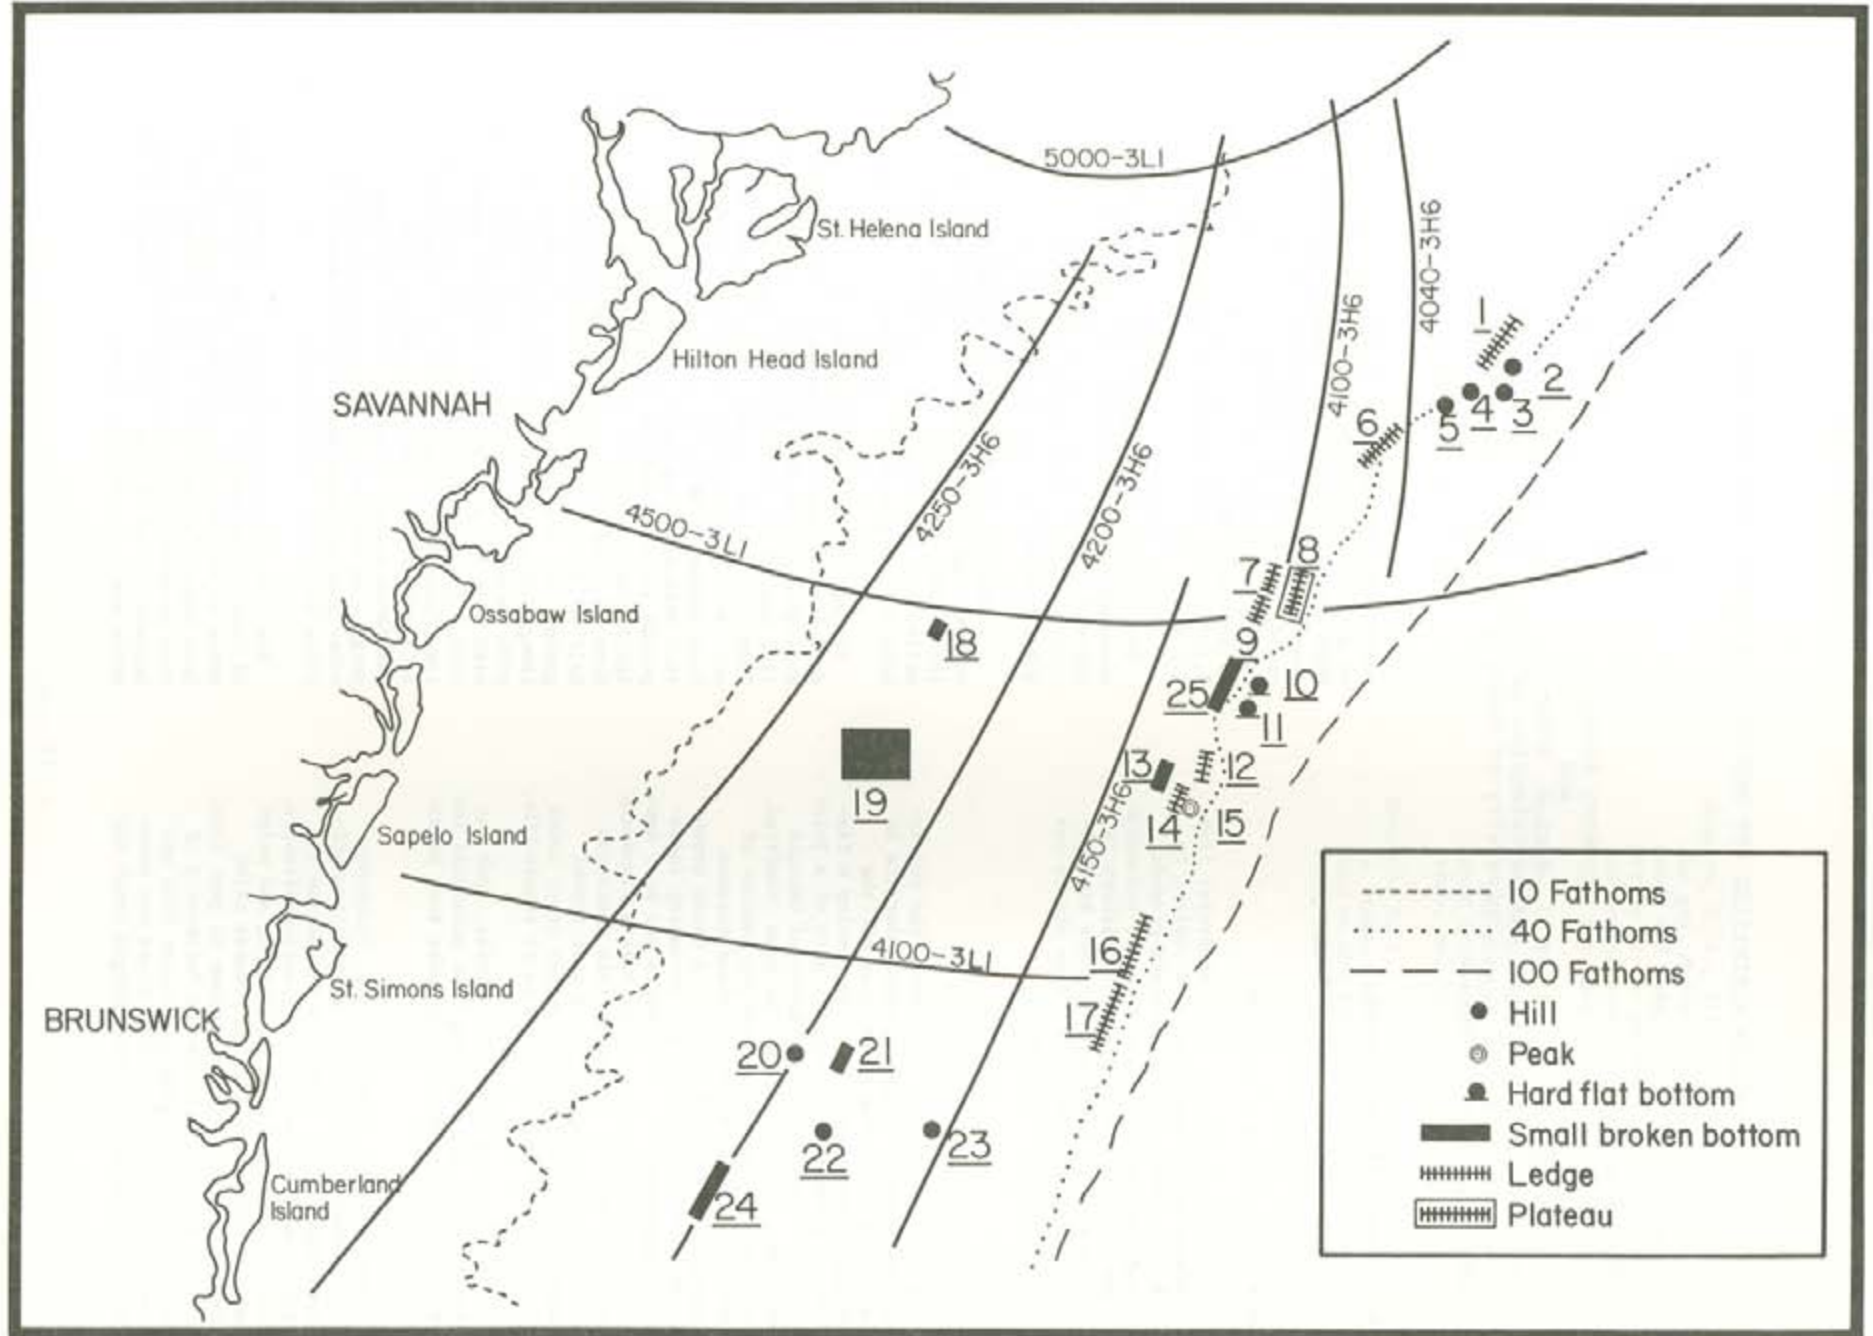 5000-3L1
St. Helena Island
4040-3H6
4100-3H6
1
Hilton Head Island
2
SAVANNAH
3
4
5
6
4250-3H6
4200-3H6
4500-3L1
7
8
Ossabaw Island
18
9
10
25
11
13
12
19
14
15
Sapelo Island
4150-3H6
4100-3L1
16
St. Simons Island
BRUNSWICK
17
20
21
22
23
Cumberland
Island
24
10 Fathoms
40 Fathoms
100 Fathoms
Hill
Peak
Hard flat bottom
Small broken bottom
Ledge
Plateau